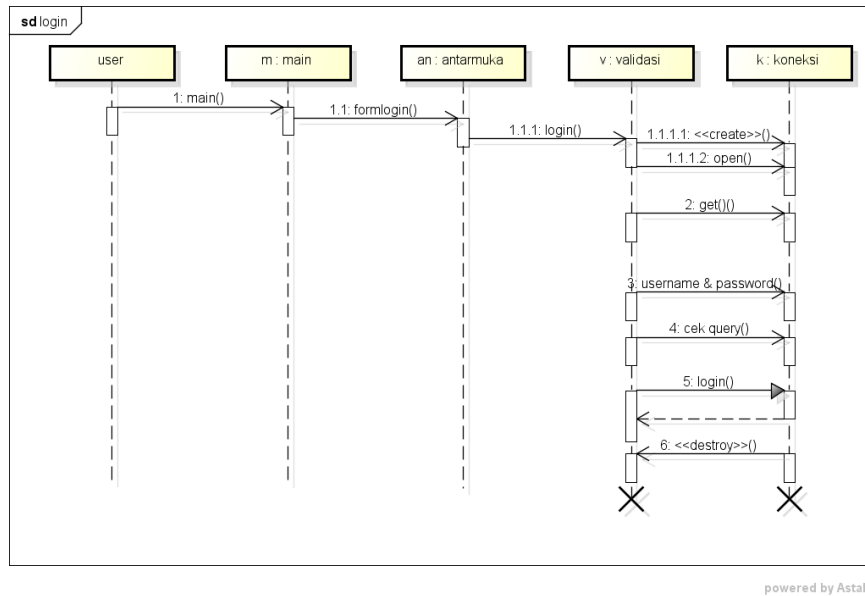 sd login
user
m : main
an : antarmuka
v : validasi
k : koneksi
1: main()
1.1: formlogin()
1.1.1: login()
1.1.1.1: <<create>>()
1.1.1.2: open()
2: get()()
3: username & password()
4: cek query()
5: login()
6: <<destroy>>()
powered by Astah